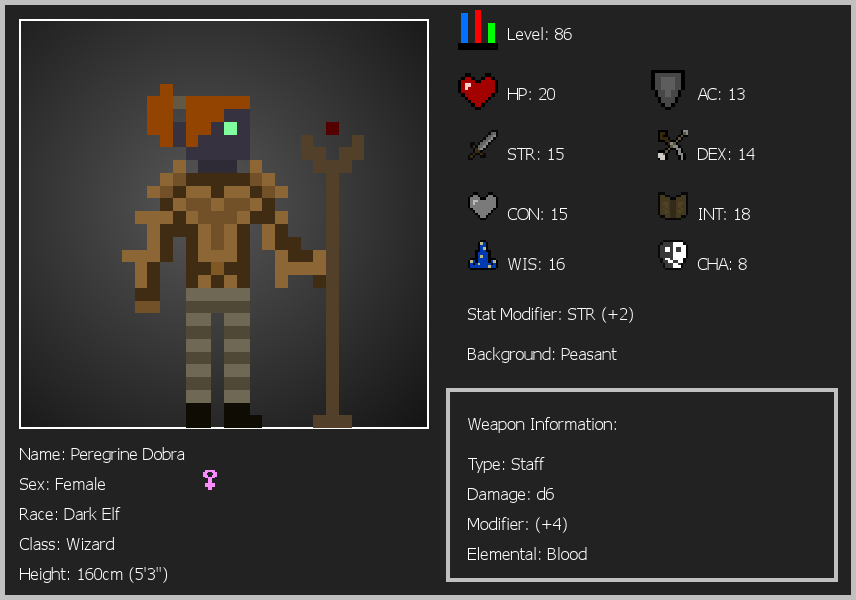 Level: 86
HP: 20
AC: 13
STR: 15
DEX: 14
CON: 15
INT: 18
WIS: 16
CHA: 8
Stat Modifier: STR (+2)
Background: Peasant
Weapon Information:
Type: Staff
Damage: d6
Modifier: (+4)
Elemental: Blood
Name: Peregrine Dobra
Sex: Female
Race: Dark Elf
Class: Wizard
Height: 160cm (5'3")